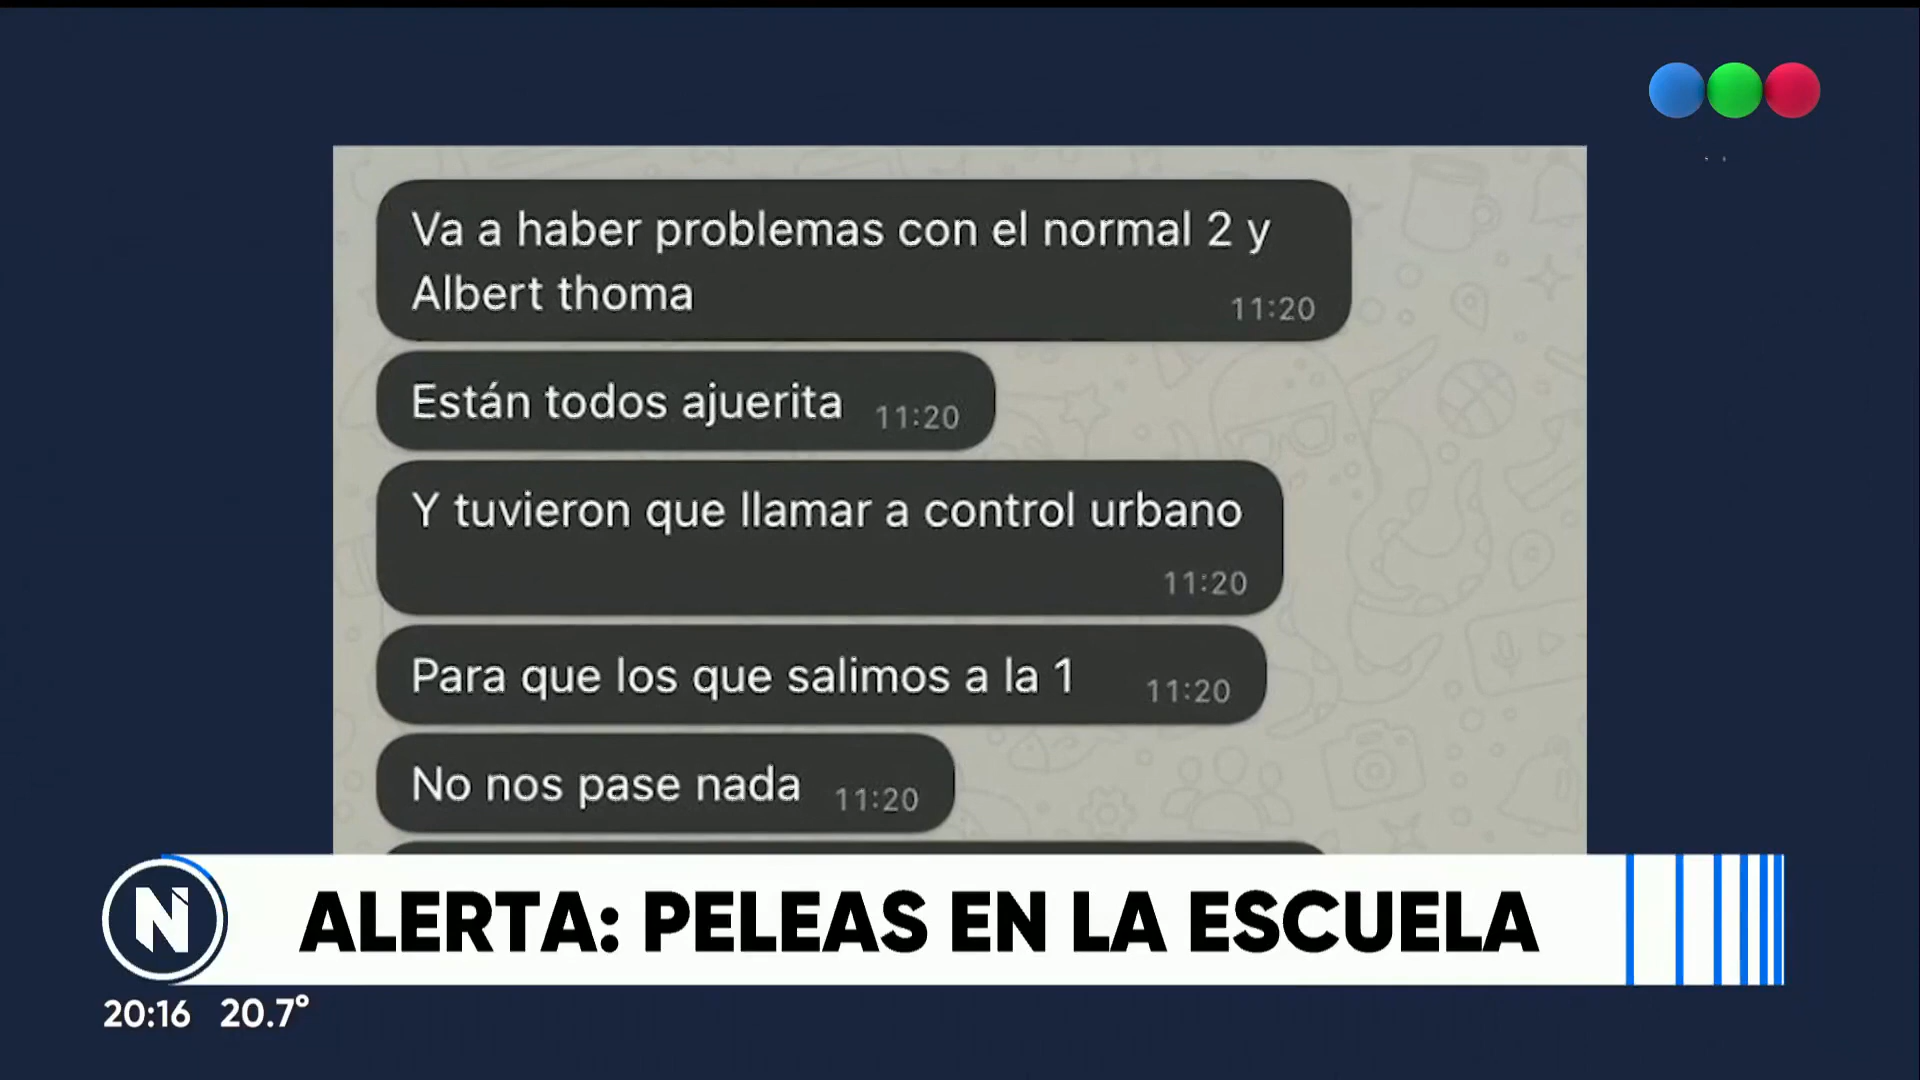 Va a haber problemas con el normal 2 y
Albert thoma
11:20
Están todos ajuerita 11:20
Y tuvieron que llamar a control urbano
11:20
Para que los que salimos a la 1 11:20
No nos pase nada 11:20
N ALERTA: PELEAS EN LA ESCUELA
20:16 20.7°